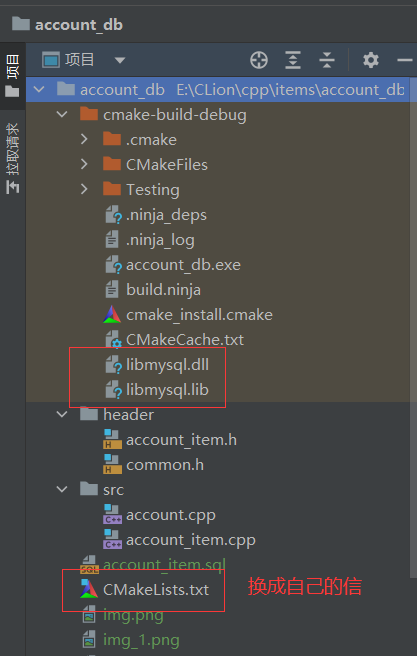 account_db
项目
项目
拉取请求
account_db E:\CLion\cpp\items\account_db
cmake-build-debug
.cmake
CMakeFiles
Testing
.ninja_deps
.ninja_log
account_db.exe
build.ninja
cmake_install.cmake
CMakeCache.txt
libmysql.dll
libmysql.lib
header
account_item.h
common.h
src
account.cpp
account_item.cpp
account_item.sql
CMakeLists.txt 换成自己的信
img.png
img_1.png